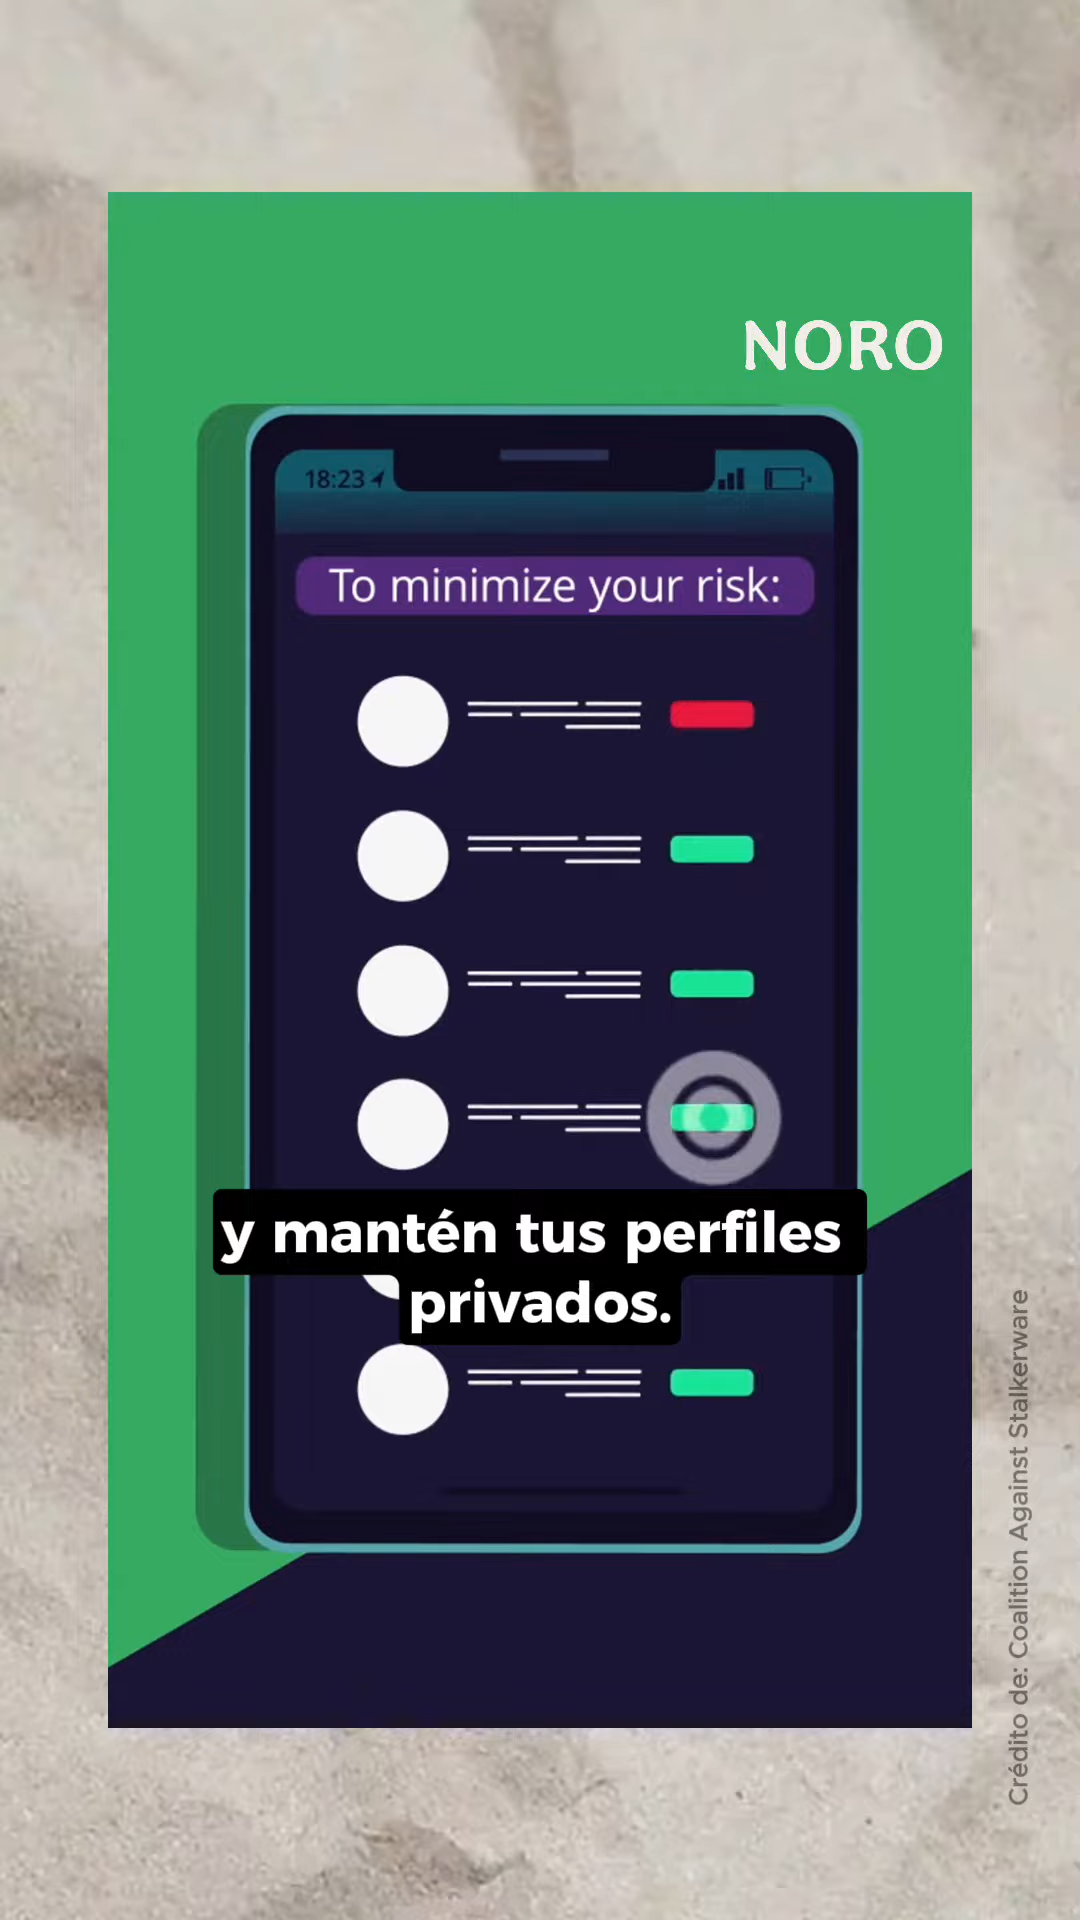 NORO
18:23
To minimize your risk:
y mantén tus perfiles
privados.
Crédito de: Coalition Against Stalkerware